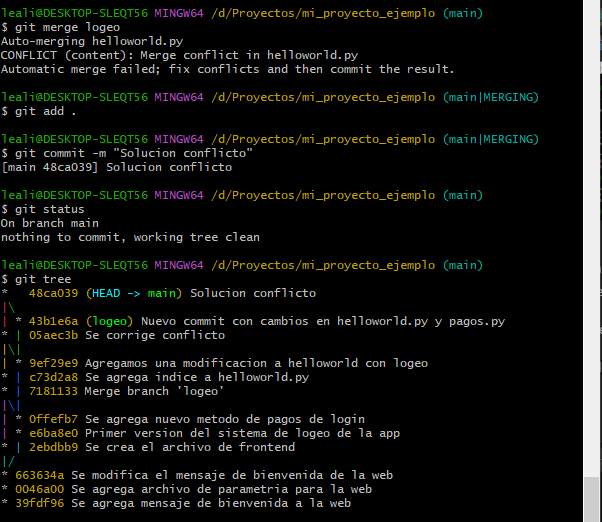 leali@DESKTOP-SLEQT56 MINGW64 /d/Proyectos/mi_proyecto_ejemplo (main)
$ git merge logeo
Auto-merging helloworld.py
CONFLICT (content): Merge conflict in helloworld.py
Automatic merge failed; fix conflicts and then commit the result.
leali@DESKTOP-SLEQT56 MINGW64 /d/Proyectos/mi_proyecto_ejemplo (main|MERGING)
$ git add .
leali@DESKTOP-SLEQT56 MINGW64 /d/Proyectos/mi_proyecto_ejemplo (main|MERGING)
$ git commit -m "Solucion conflicto"
[main 48ca039] Solucion conflicto
leali@DESKTOP-SLEQT56 MINGW64 /d/Proyectos/mi_proyecto_ejemplo (main)
$ git status
On branch main
nothing to commit, working tree clean
leali@DESKTOP-SLEQT56 MINGW64 /d/Proyectos/mi_proyecto_ejemplo (main)
$ git tree
*   48ca039 (HEAD -> main) Solucion conflicto
|\
| * 43b1e6a (logeo) Nuevo commit con cambios en helloworld.py y pagos.py
* | 05aec3b Se corrige conflicto
|\|
| * 9ef29e9 Agregamos una modificacion a helloworld con logeo
* | c73d2a8 Se agrega indice a helloworld.py
* | 7181133 Merge branch 'logeo'
|\|
| * 0ffefb7 Se agrega nuevo metodo de pagos de login
| * e6ba8e0 Primer version del sistema de logeo de la app
* | 2ebdbb9 Se crea el archivo de frontend
|/
* 663634a Se modifica el mensaje de bienvenida de la web
* 0046a00 Se agrega archivo de parametria para la web
* 39fdf96 Se agrega mensaje de bienvenida a la web